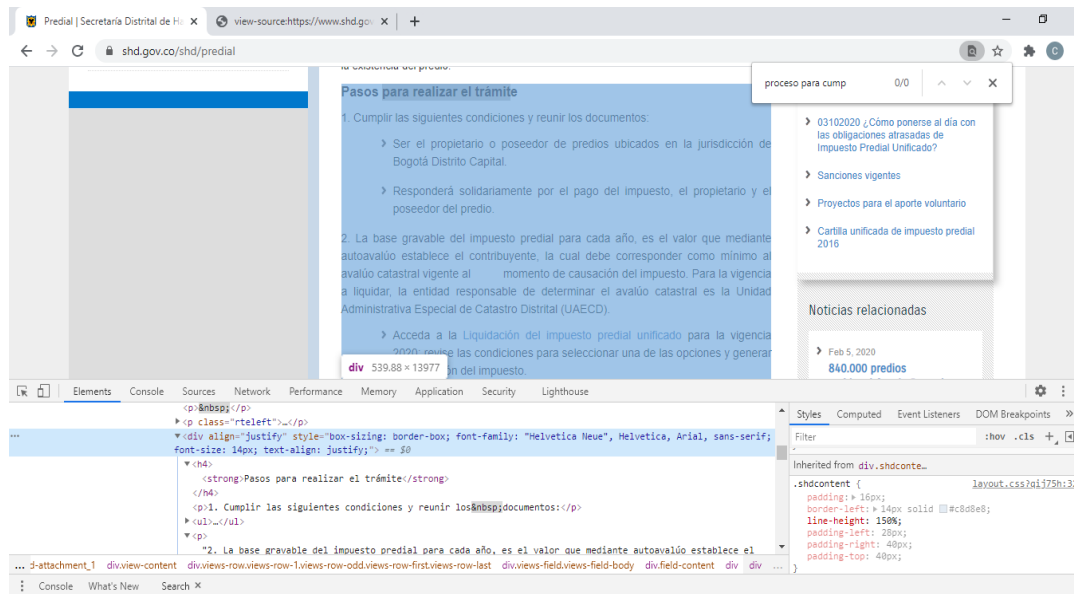 Predial | Secretaría Distrital de Ha
view-source:https://www.shd.gov
shd.gov.co/shd/predial
proceso para cump 0/0
la existencia del predio.
Pasos para realizar el trámite
1. Cumplir las siguientes condiciones y reunir los documentos:
Ser el propietario o poseedor de predios ubicados en la jurisdicción de
Bogotá Distrito Capital.
Responderá solidariamente por el pago del impuesto, el propietario y el
poseedor del predio.
2. La base gravable del impuesto predial para cada año, es el valor que mediante
autoavalúo establece el contribuyente, la cual debe corresponder como mínimo al
avalúo catastral vigente al momento de causación del impuesto. Para la vigencia
a liquidar, la entidad responsable de determinar el avalúo catastral es la Unidad
Administrativa Especial de Catastro Distrital (UAECD).
Acceda a la Liquidación del impuesto predial unificado para la vigencia
2020, revise las condiciones para seleccionar una de las opciones y generar
ón del impuesto.
div 539.88 × 13977
03102020 ¿Cómo ponerse al día con
las obligaciones atrasadas de
Impuesto Predial Unificado?
Sanciones vigentes
Proyectos para el aporte voluntario
Cartilla unificada de impuesto predial
2016
Noticias relacionadas
Feb 5, 2020
840.000 predios
Elements Console Sources Network Performance Memory Application Security Lighthouse
<p>&nbsp;</p>
<p class="rteleft">…</p>
<div align="justify" style="box-sizing: border-box; font-family: "Helvetica Neue", Helvetica, Arial, sans-serif;
font-size: 14px; text-align: justify;"> == $0
<h4>
<strong>Pasos para realizar el trámite</strong>
</h4>
<p>1. Cumplir las siguientes condiciones y reunir los&nbsp;documentos:</p>
<ul>…</ul>
<p>
"2. La base gravable del impuesto predial para cada año, es el valor que mediante autoavalúo establece el
... d-attachment_1 div.view-content div.views-row.views-row-1.views-row-odd.views-row-first.views-row-last div.views-field.views-field-body div.field-content div div ...
Styles Computed Event Listeners DOM Breakpoints »
Filter :hov .cls +
Inherited from div.shdconte…
.shdcontent { layout.css?qij75h:3
padding: 16px;
border-left: 14px solid #c8d8e8;
line-height: 150%;
padding-left: 28px;
padding-right: 40px;
padding-top: 40px;
}
Console What's New Search ×